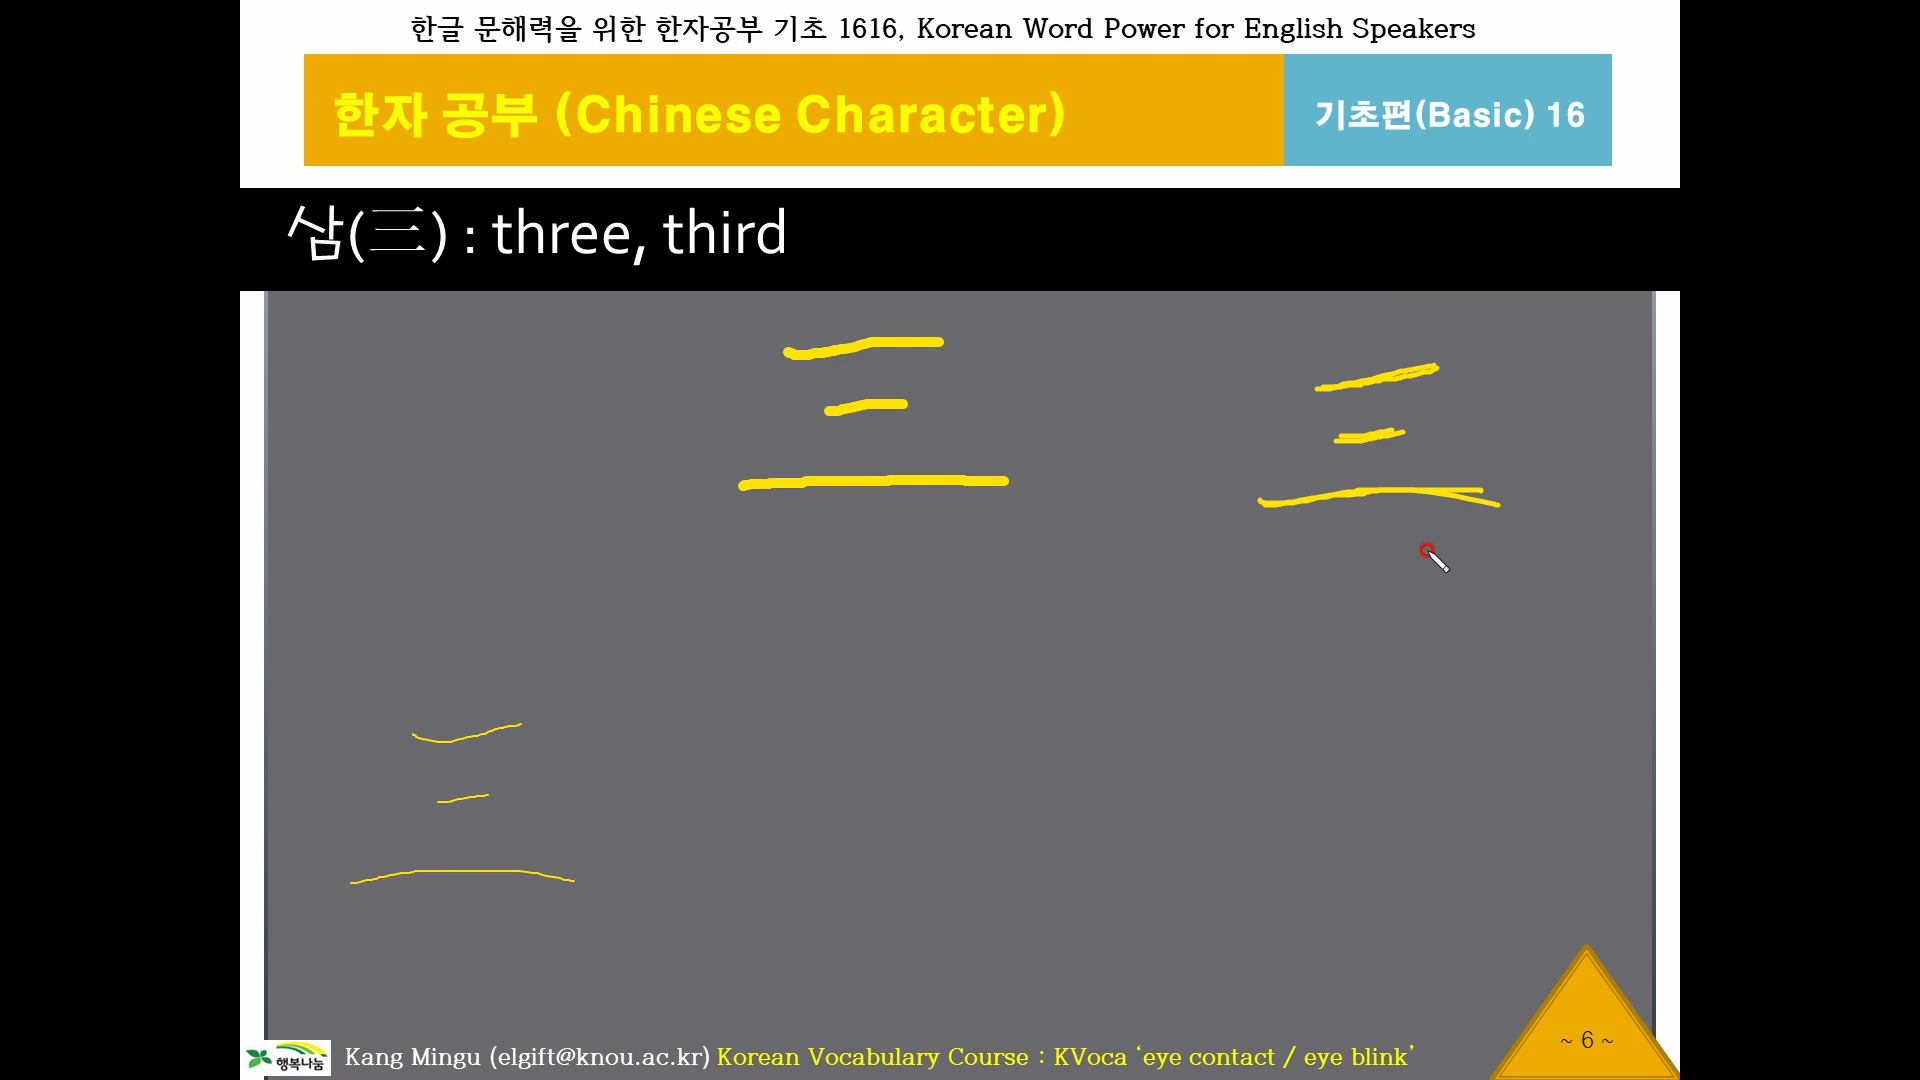 한글 문해력을 위한 한자공부 기초 1616, Korean Word Power for English Speakers
한자 공부 (Chinese Character)
기초편(Basic) 16
삼(三) : three, third
三
三
三
~ 6 ~
행복나눔
Kang Mingu (elgift@knou.ac.kr) Korean Vocabulary Course : KVoca ‘eye contact / eye blink’